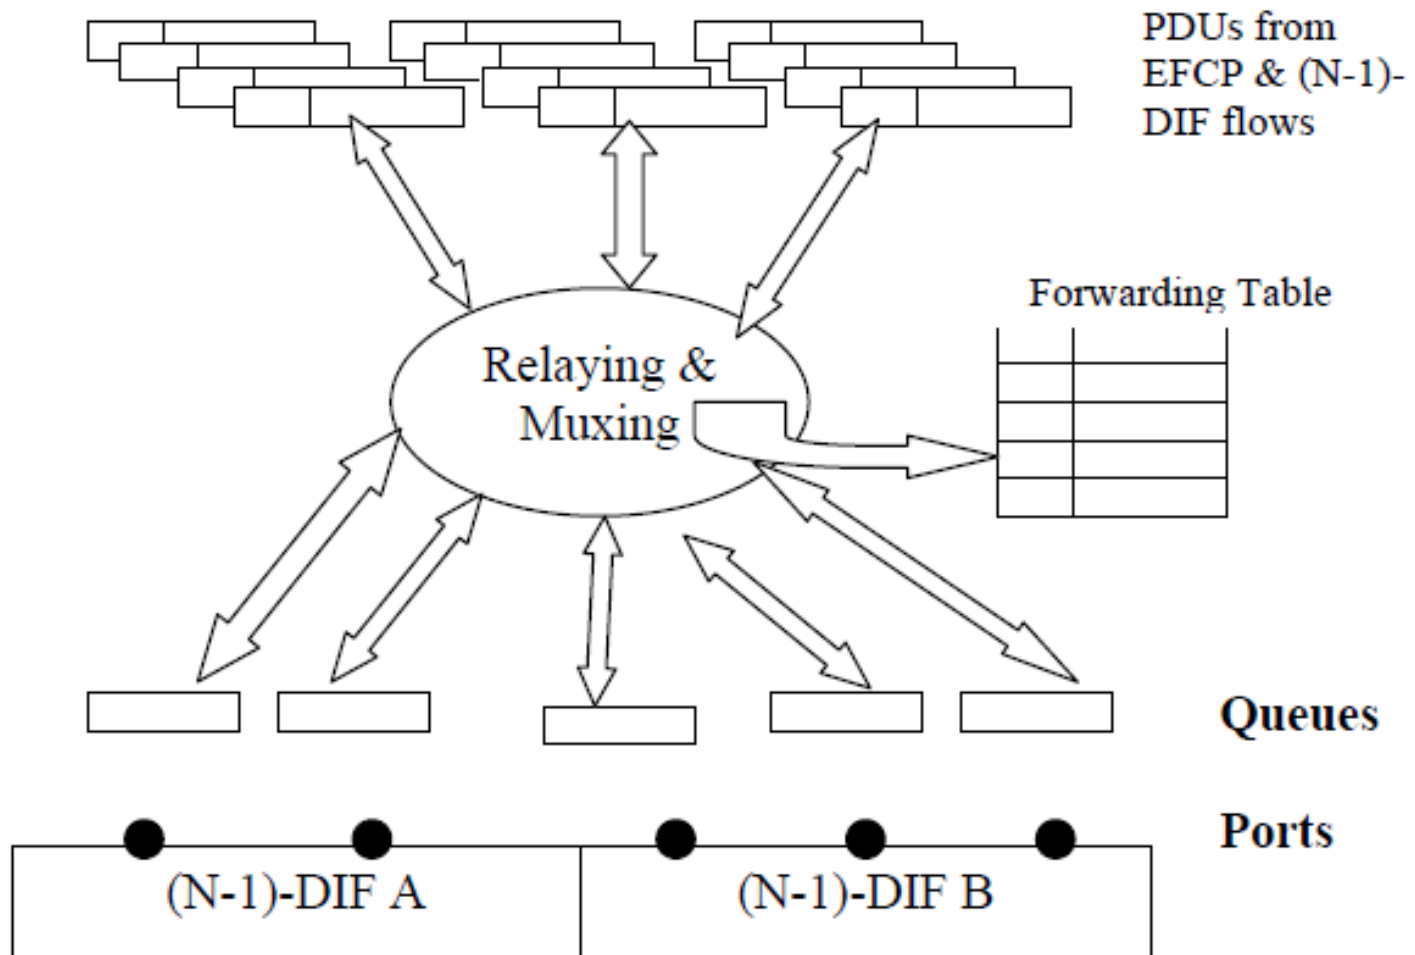 PDUs from
EFCP & (N-1)-
DIF flows
Forwarding Table
Relaying &
Muxing
Queues
Ports
(N-1)-DIF A
(N-1)-DIF B